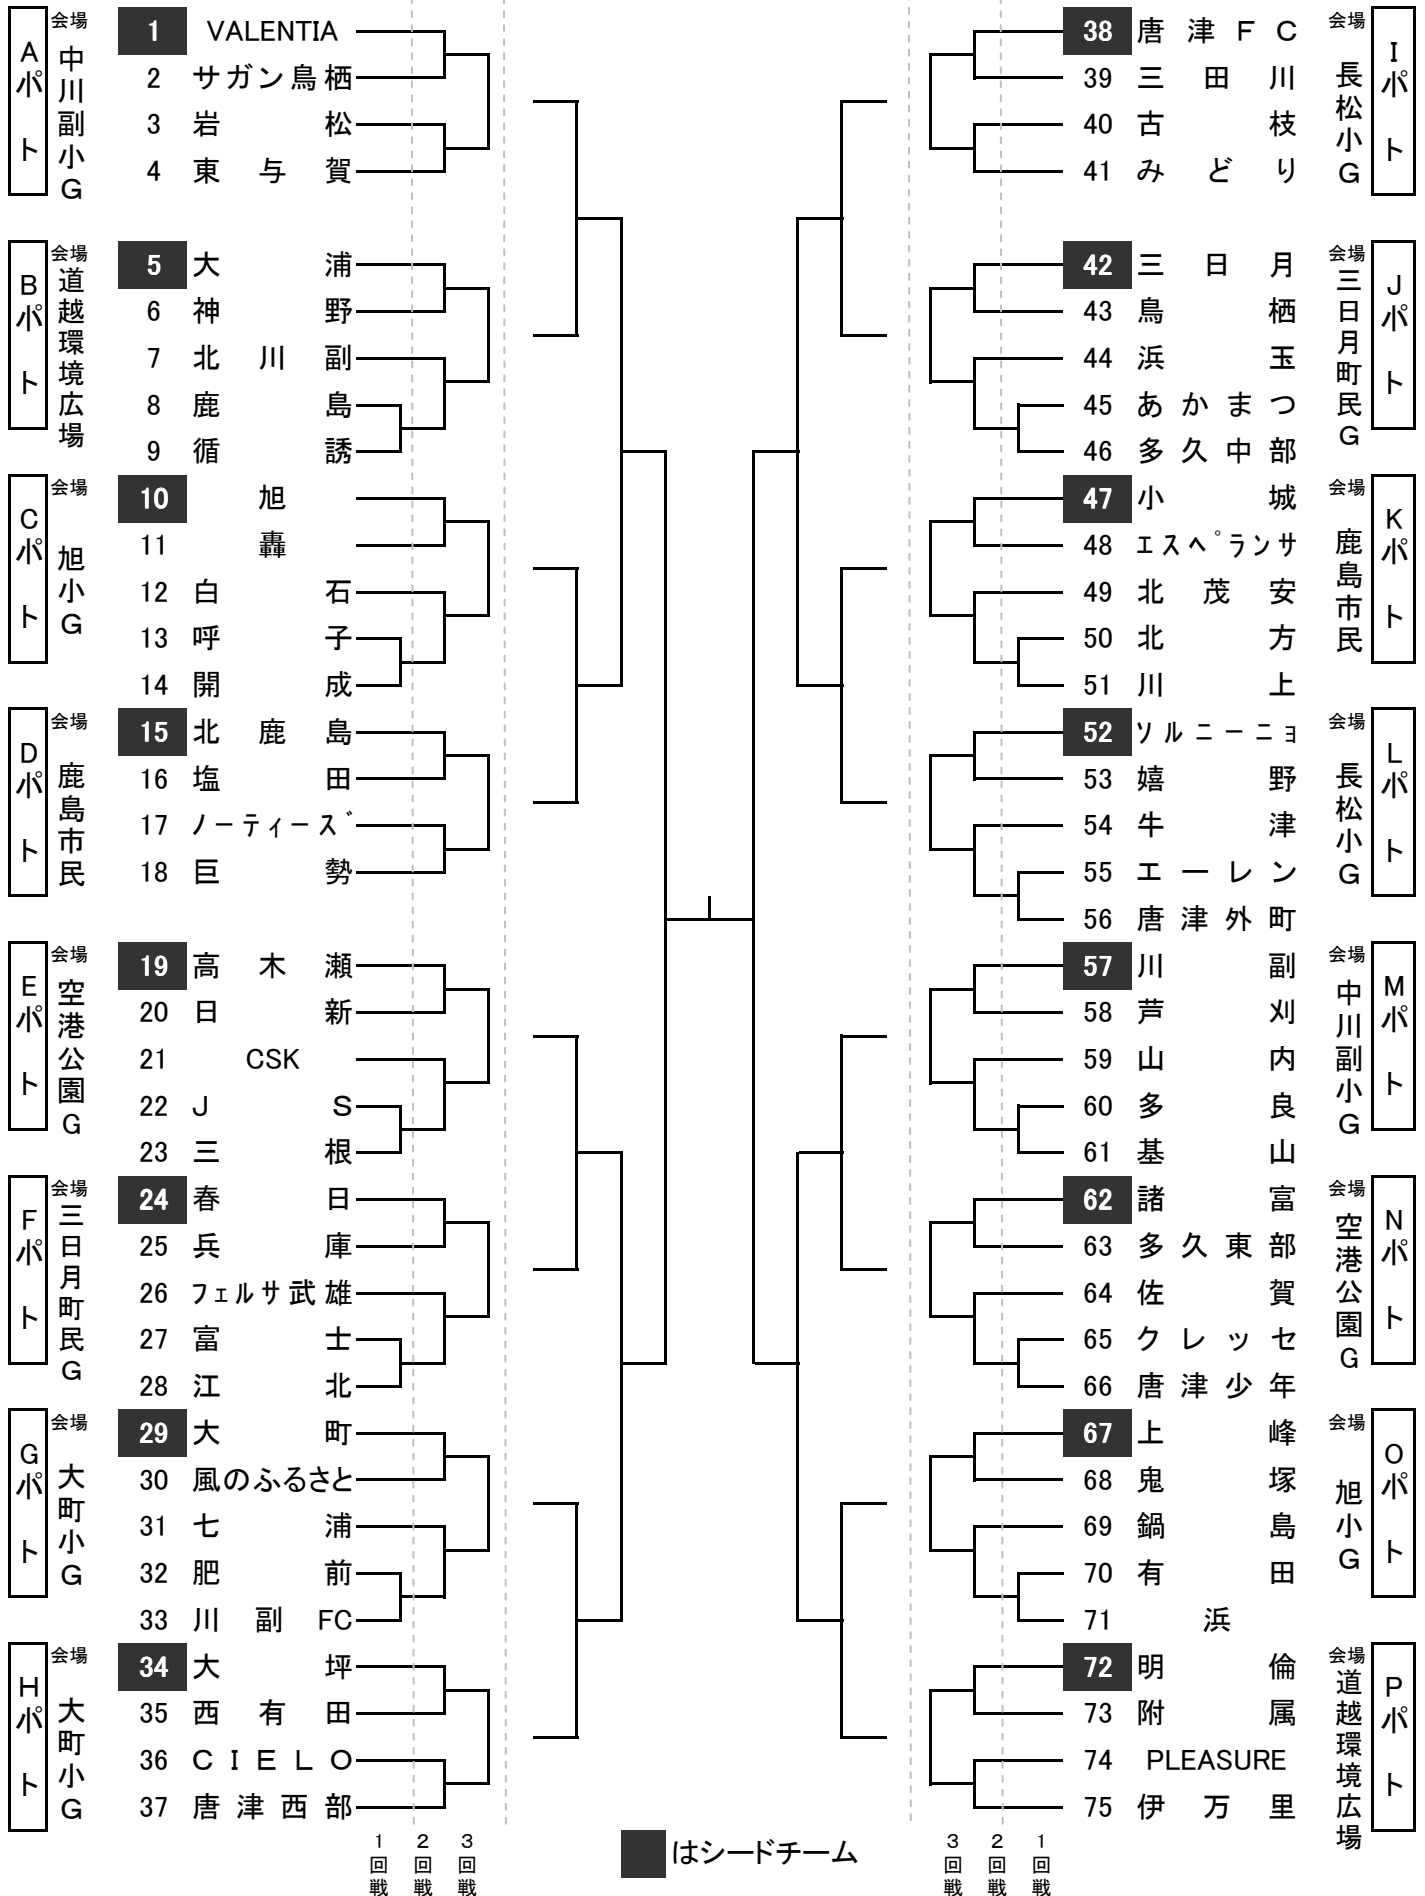 Aパート
会場
中川副小G
1 VALENTIA
2 サガン鳥栖
3 岩松
4 東与賀
Bパート
会場
道越環境広場
5 大浦
6 神野
7 北川副
8 鹿島
9 循誘
Cパート
会場
旭小G
10 旭
11 轟
12 白石
13 呼子
14 開成
Dパート
会場
鹿島市民
15 北鹿島
16 塩田
17 ノーティーズ
18 巨勢
Eパート
会場
空港公園G
19 高木瀬
20 日新
21 CSK
22 JS
23 三根
Fパート
会場
三日月町民G
24 春日
25 兵庫
26 フェルサ武雄
27 富士
28 江北
Gパート
会場
大町小G
29 大町
30 風のふるさと
31 七浦
32 肥前
33 川副FC
Hパート
会場
大町小G
34 大坪
35 西有田
36 CIELO
37 唐津西部
1回戦
2回戦
3回戦
はシードチーム
38 唐津FC
39 三田川
40 古枝
41 みどり
会場
長松小G
Iパート
42 三日月
43 鳥栖
44 浜玉
45 あかまつ
46 多久中部
会場
三日月町民G
Jパート
47 小城
48 エスペランサ
49 北茂安
50 北方
51 川上
会場
鹿島市民
Kパート
52 ソルニーニョ
53 嬉野
54 牛津
55 エーレン
56 唐津外町
会場
長松小G
Lパート
57 川副
58 芦刈
59 山内
60 多良
61 基山
会場
中川副小G
Mパート
62 諸富
63 多久東部
64 佐賀
65 クレッセ
66 唐津少年
会場
空港公園G
Nパート
67 上峰
68 鬼塚
69 鍋島
70 有田
71 浜
会場
旭小G
Oパート
72 明倫
73 附属
74 PLEASURE
75 伊万里
会場
道越環境広場
Pパート
3回戦
2回戦
1回戦